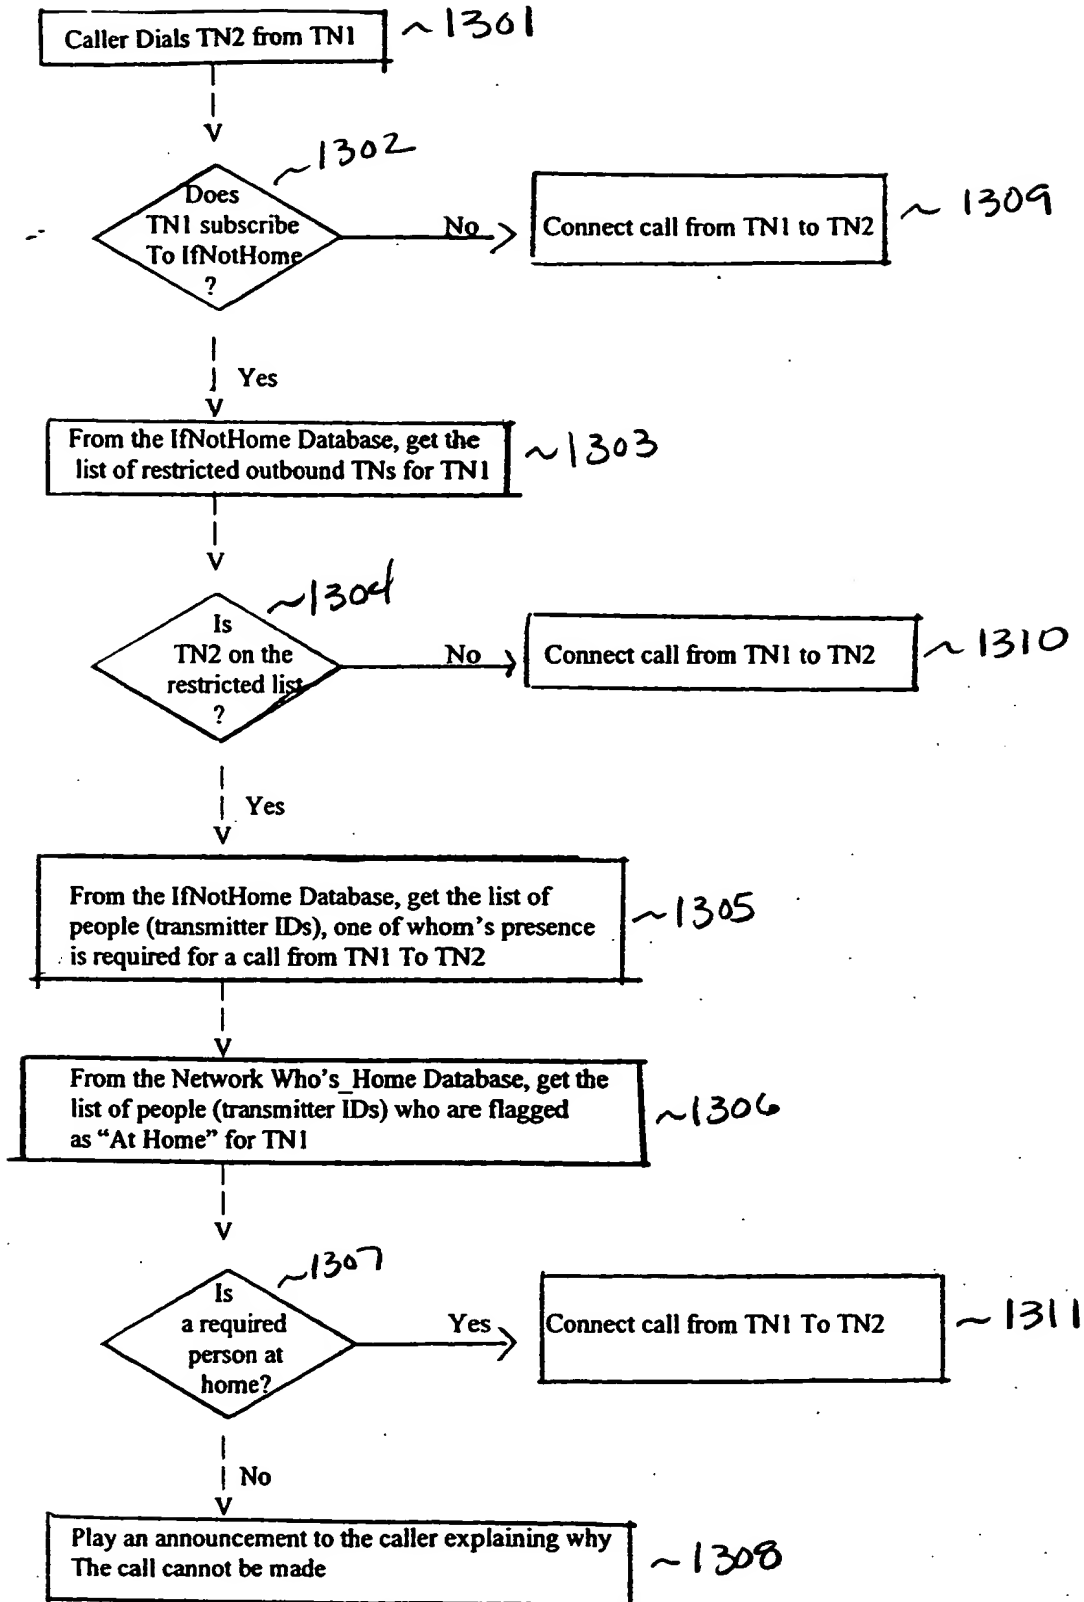 Caller Dials TN2 from TN1
~1301
V
~1302
Does
TN1 subscribe
To IfNotHome
?
No
Connect call from TN1 to TN2
~ 1309
Yes
V
From the IfNotHome Database, get the
list of restricted outbound TNs for TN1
~1303
V
~1304
Is
TN2 on the
restricted list
?
No
Connect call from TN1 to TN2
~ 1310
Yes
V
From the IfNotHome Database, get the list of
people (transmitter IDs), one of whom's presence
is required for a call from TN1 To TN2
~1305
V
From the Network Who's_Home Database, get the
list of people (transmitter IDs) who are flagged
as "At Home" for TN1
~1306
V
~1307
Is
a required
person at
home?
Yes
Connect call from TN1 To TN2
~ 1311
No
V
Play an announcement to the caller explaining why
The call cannot be made
~1308